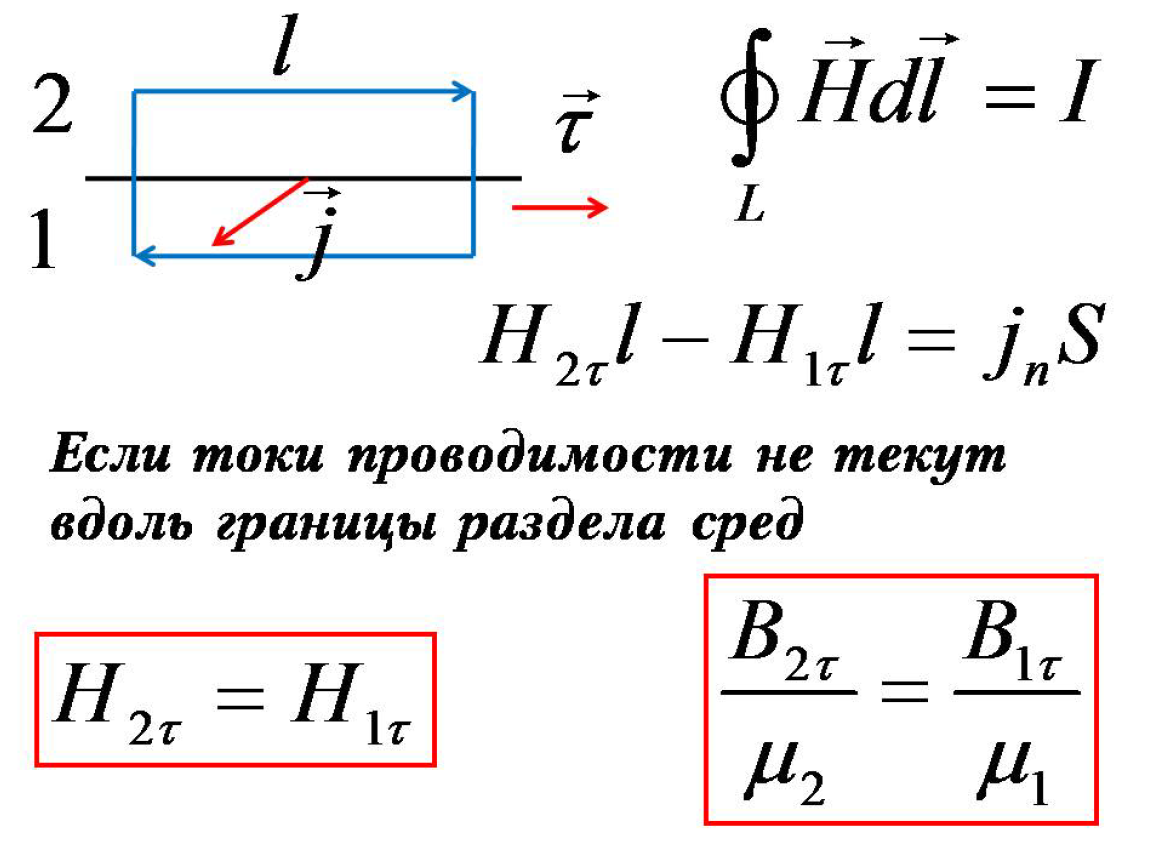 l
2
τ⃗
∮ H⃗dl⃗ = I
L
1
j⃗
H₂τl − H₁τl = jₙS
Если токи проводимости не текут
вдоль границы раздела сред
H₂τ = H₁τ
B₂τ/μ₂ = B₁τ/μ₁